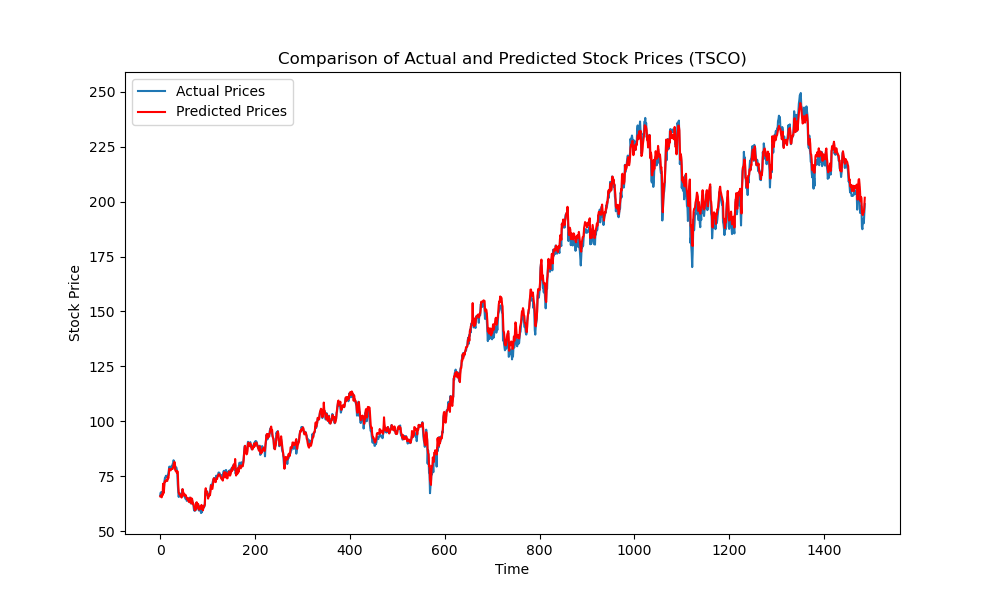 Comparison of Actual and Predicted Stock Prices (TSCO)
Actual Prices
Predicted Prices
250
225
200
175
150
125
100
75
50
Stock Price
0 200 400 600 800 1000 1200 1400
Time